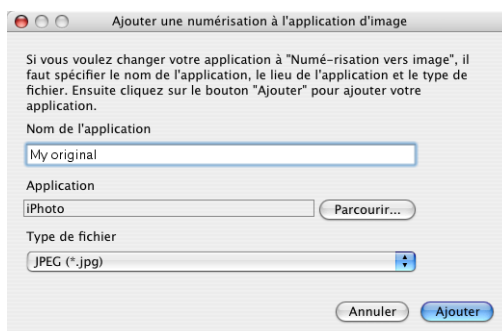 Ajouter une numérisation à l'application d'image
Si vous voulez changer votre application à "Numé-risation vers image", il
faut spécifier le nom de l'application, le lieu de l'application et le type de
fichier. Ensuite cliquez sur le bouton "Ajouter" pour ajouter votre
application.
Nom de l'application
My original
Application
iPhoto
Parcourir...
Type de fichier
JPEG (*.jpg)
Annuler
Ajouter